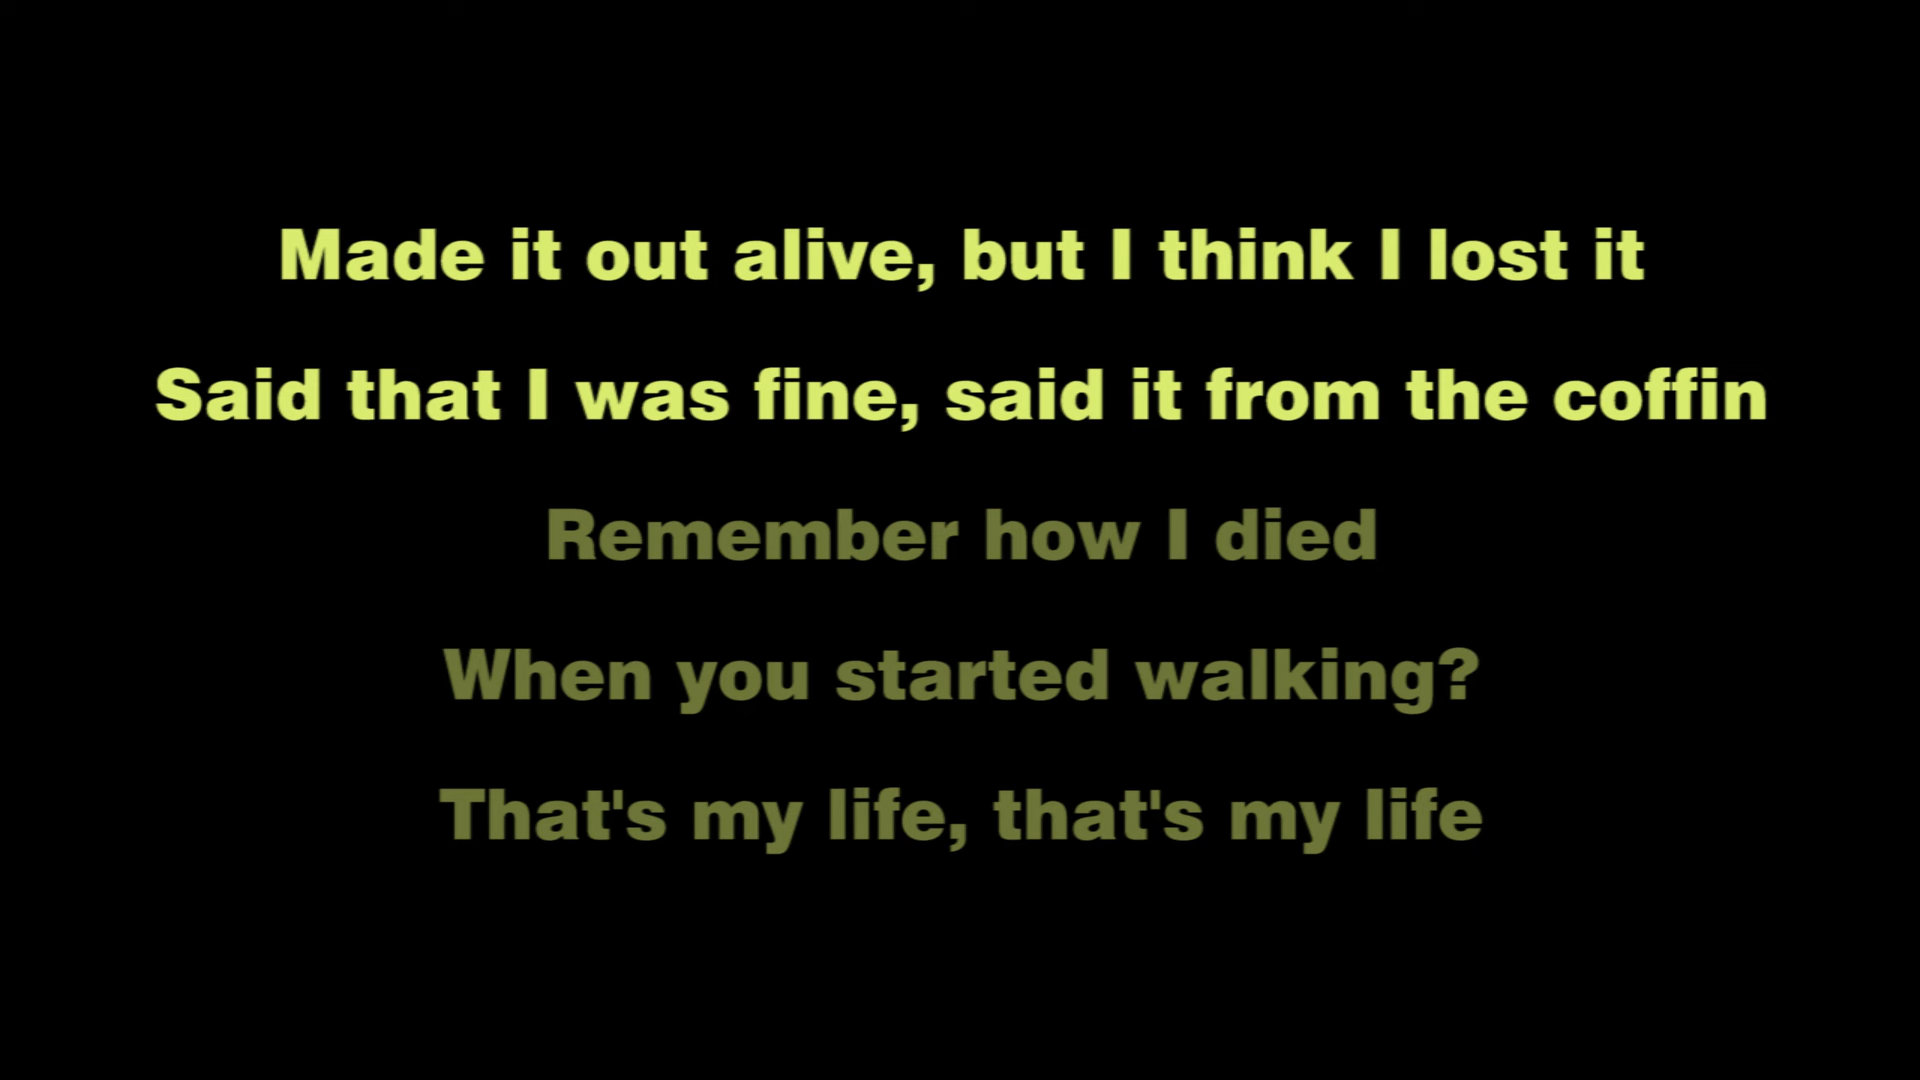 Made it out alive, but I think I lost it
Said that I was fine, said it from the coffin
Remember how I died
When you started walking?
That's my life, that's my life